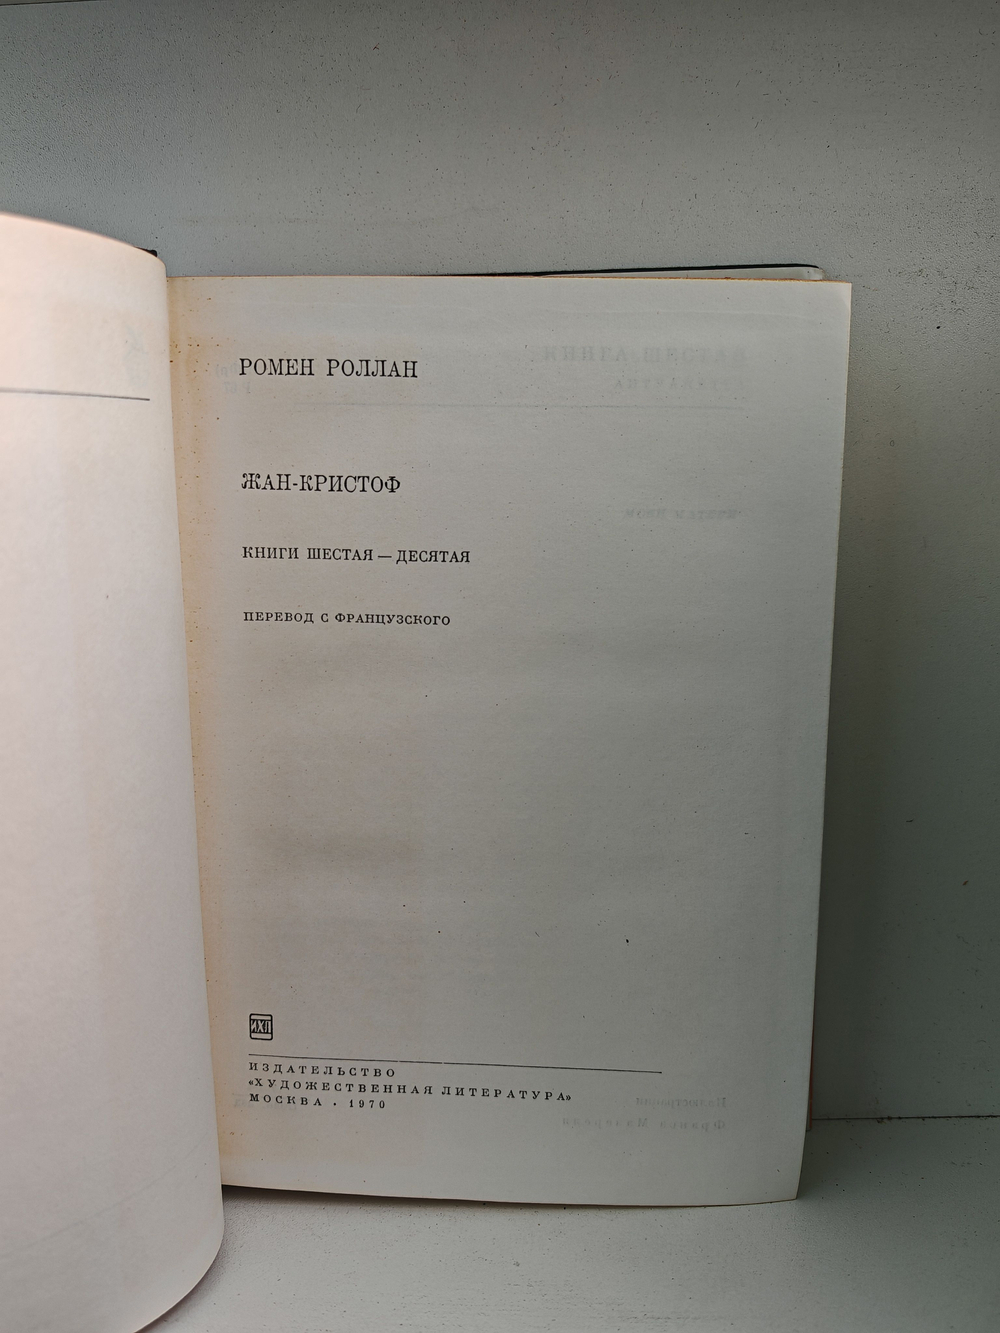 РОМЕН РОЛЛАН
ЖАН-КРИСТОФ
КНИГИ ШЕСТАЯ — ДЕСЯТАЯ
ПЕРЕВОД С ФРАНЦУЗСКОГО
ИХЛ
ИЗДАТЕЛЬСТВО
«ХУДОЖЕСТВЕННАЯ ЛИТЕРАТУРА»
МОСКВА · 1970